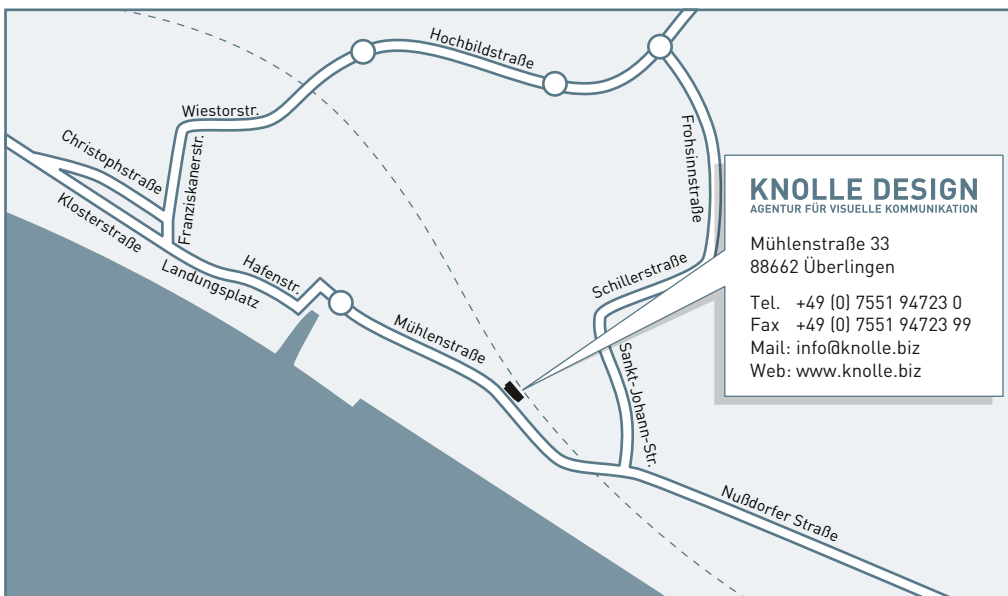 Hochbildstraße
Wiestorstr.
Christophstraße
Franziskanerstr.
Frohsinnstraße
Klosterstraße
Landungsplatz
Hafenstr.
Schillerstraße
Mühlenstraße
Sankt-Johann-Str.
Nußdorfer Straße
KNOLLE DESIGN
AGENTUR FÜR VISUELLE KOMMUNIKATION
Mühlenstraße 33
88662 Überlingen
Tel. +49 (0) 7551 94723 0
Fax +49 (0) 7551 94723 99
Mail: info@knolle.biz
Web: www.knolle.biz